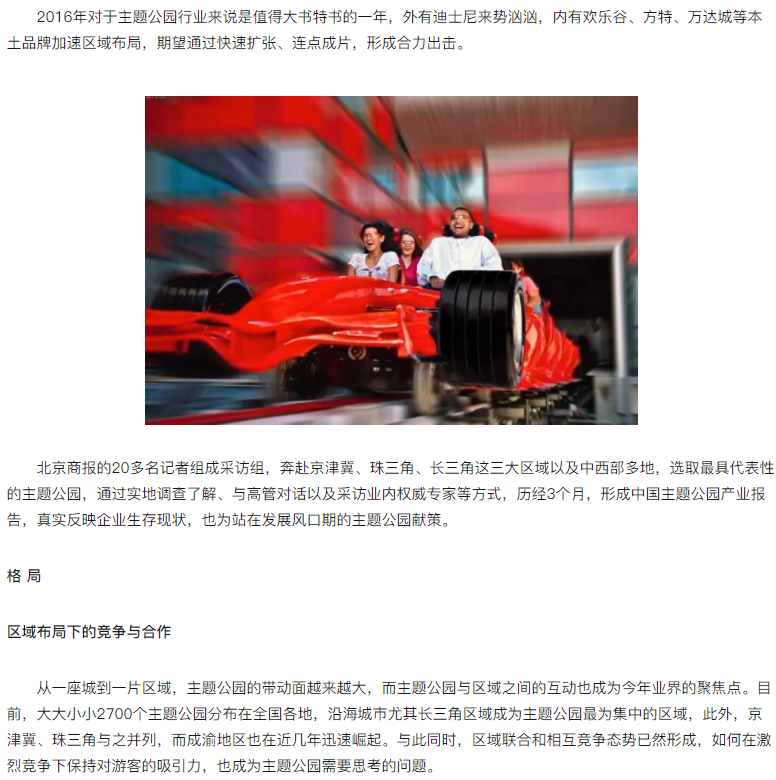 2016年对于主题公园行业来说是值得大书特书的一年，外有迪士尼来势汹汹，内有欢乐谷、方特、万达城等本
土品牌加速区域布局，期望通过快速扩张、连点成片，形成合力出击。
北京商报的20多名记者组成采访组，奔赴京津冀、珠三角、长三角这三大区域以及中西部多地，选取最具代表性
的主题公园，通过实地调查了解、与高管对话以及采访业内权威专家等方式，历经3个月，形成中国主题公园产业报
告，真实反映企业生存现状，也为站在发展风口期的主题公园献策。
格 局
区域布局下的竞争与合作
从一座城到一片区域，主题公园的带动面越来越大，而主题公园与区域之间的互动也成为今年业界的聚焦点。目
前，大大小小2700个主题公园分布在全国各地，沿海城市尤其长三角区域成为主题公园最为集中的区域，此外，京
津冀、珠三角与之并列，而成渝地区也在近几年迅速崛起。与此同时，区域联合和相互竞争态势已然形成，如何在激
烈竞争下保持对游客的吸引力，也成为主题公园需要思考的问题。